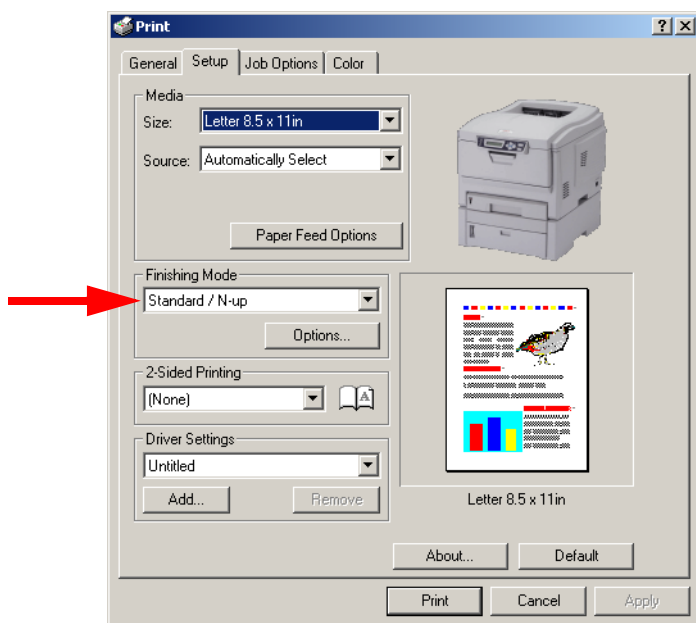 Print
General Setup Job Options Color
Media
Size: Letter 8.5 x 11in
Source: Automatically Select
Paper Feed Options
Finishing Mode
Standard / N-up
Options...
2-Sided Printing
(None)
A
Driver Settings
Untitled
Add... Remove
Letter 8.5 x 11in
About... Default
Print Cancel Apply